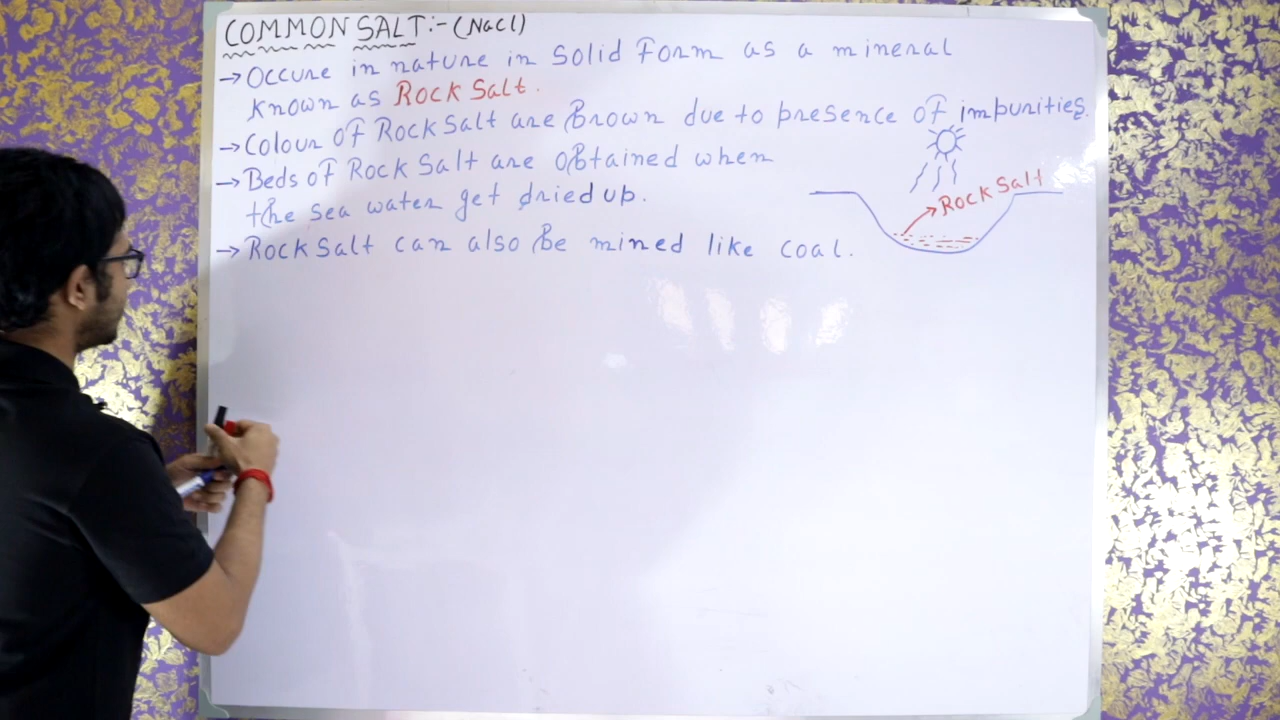 COMMON SALT:-(NaCl)
→Occure in nature in solid form as a mineral
known as Rock Salt.
→Colour of Rock Salt are Brown due to presence of impurities.
→Beds of Rock Salt are obtained when
the sea water get dried up.
Rock Salt
→Rock Salt can also be mined like coal.